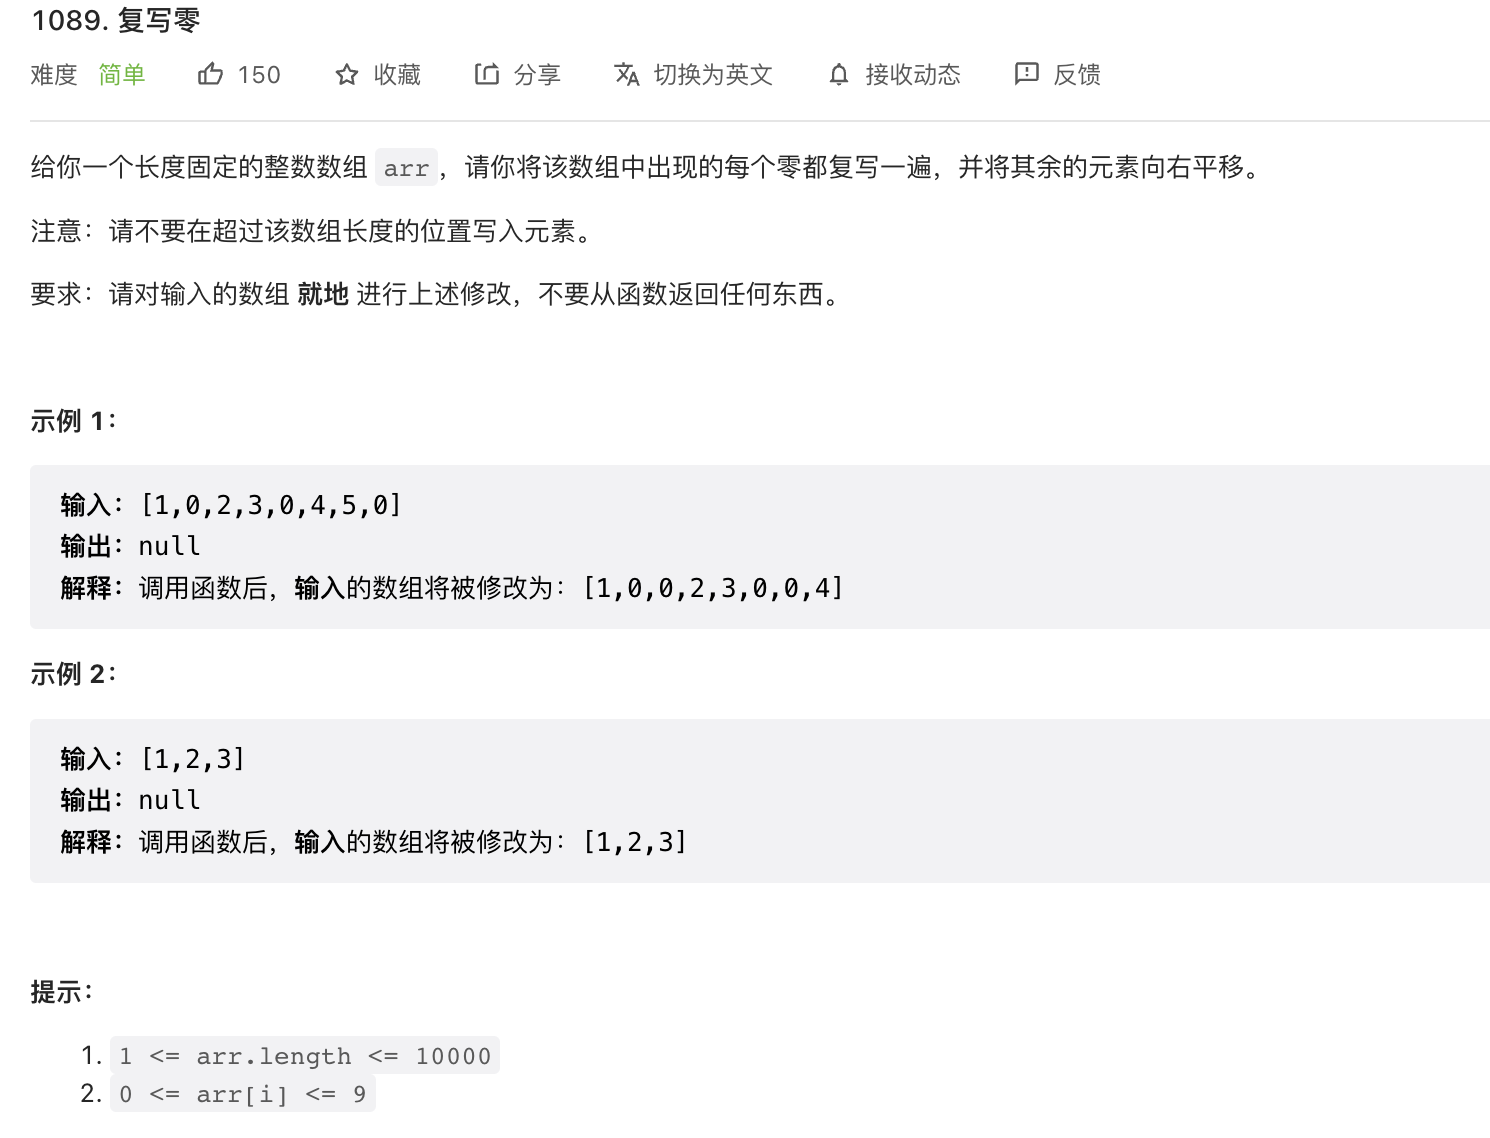 1089. 复写零
难度 简单 150 收藏 分享 切换为英文 接收动态 反馈
给你一个长度固定的整数数组 arr，请你将该数组中出现的每个零都复写一遍，并将其余的元素向右平移。
注意：请不要在超过该数组长度的位置写入元素。
要求：请对输入的数组 就地 进行上述修改，不要从函数返回任何东西。
示例 1：
输入：[1,0,2,3,0,4,5,0]
输出：null
解释：调用函数后，输入的数组将被修改为：[1,0,0,2,3,0,0,4]
示例 2：
输入：[1,2,3]
输出：null
解释：调用函数后，输入的数组将被修改为：[1,2,3]
提示：
1. 1 <= arr.length <= 10000
2. 0 <= arr[i] <= 9